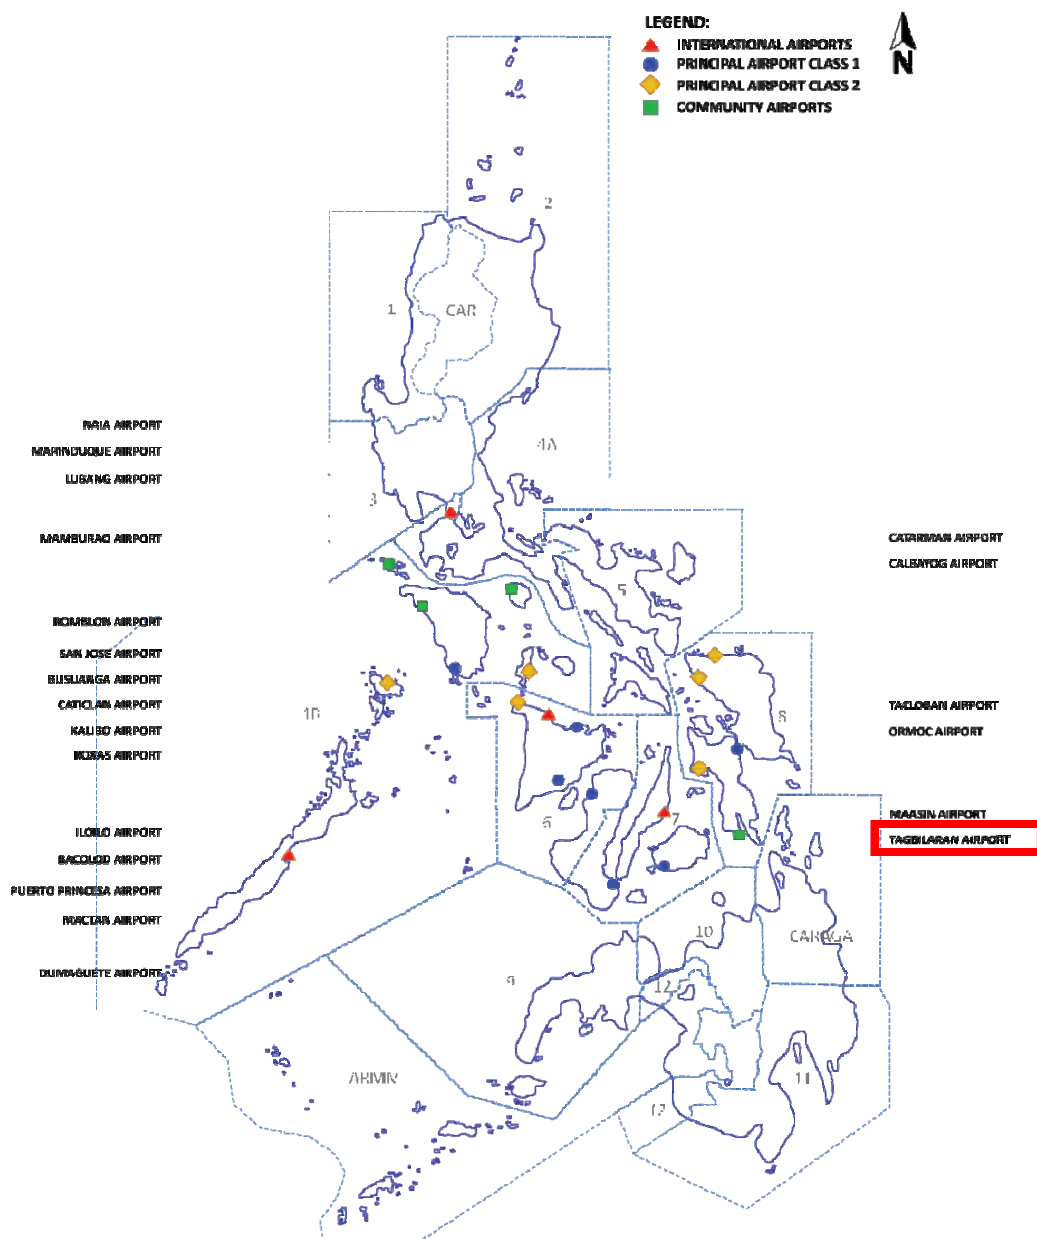 LEGEND:
INTERNATIONAL AIRPORTS
PRINCIPAL AIRPORT CLASS 1
PRINCIPAL AIRPORT CLASS 2
COMMUNITY AIRPORTS
N
2
1
CAR
4A
3
5
1B
8
6
7
10
CARAGA
9
12
ARMM
11
12
NAIA AIRPORT
MARINDUQUE AIRPORT
LUBANG AIRPORT
MAMBURAO AIRPORT
ROMBLON AIRPORT
SAN JOSE AIRPORT
BUSUANGA AIRPORT
CATICLAN AIRPORT
KALIBO AIRPORT
ROXAS AIRPORT
ILOILO AIRPORT
BACOLOD AIRPORT
PUERTO PRINCESA AIRPORT
MACTAN AIRPORT
DUMAGUETE AIRPORT
CATARMAN AIRPORT
CALBAYOG AIRPORT
TACLOBAN AIRPORT
ORMOC AIRPORT
MAASIN AIRPORT
TAGBILARAN AIRPORT